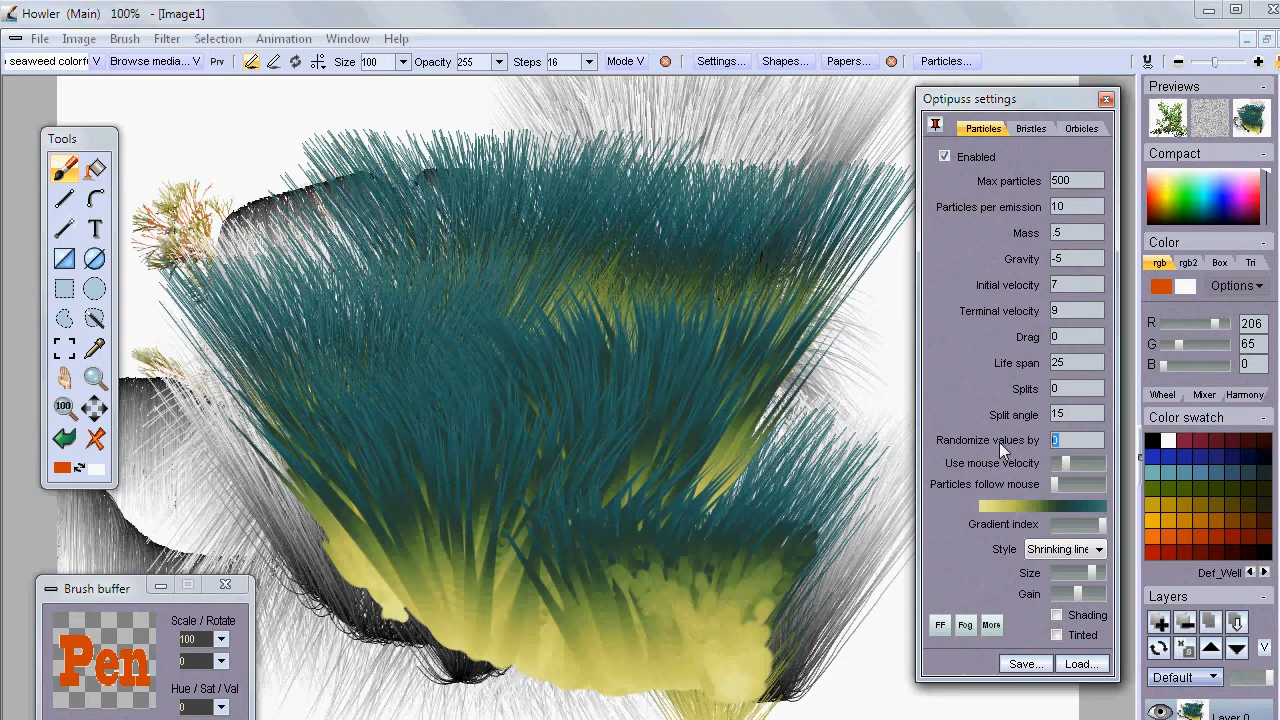 Howler (Main) 100% - [Image1]
File Image Brush Filter Selection Animation Window Help
Browse media... V Prv Size 100 Opacity 255 Steps 16 Mode V Settings... Shapes... Papers... Particles...
Tools
T
100
Brush buffer
Pen
Scale / Rotate
100
0
Hue / Sat / Val
0
Optipuss settings
Particles Bristles Orbicles
Enabled
Max particles 500
Particles per emission 10
Mass .5
Gravity -5
Initial velocity 7
Terminal velocity 9
Drag 0
Life span 25
Splits 0
Split angle 15
Randomize values by 0
Use mouse velocity
Particles follow mouse
Gradient index
Style Shrinking line
Size
Gain
FF Fog More
Shading
Tinted
Save... Load...
Previews -
Compact -
Color -
rgb rgb2 Box Tri
Options
R 206
G 65
B 0
Wheel Mixer Harmony
Color swatch -
Def_Well
Layers -
V
Default
Layer 0